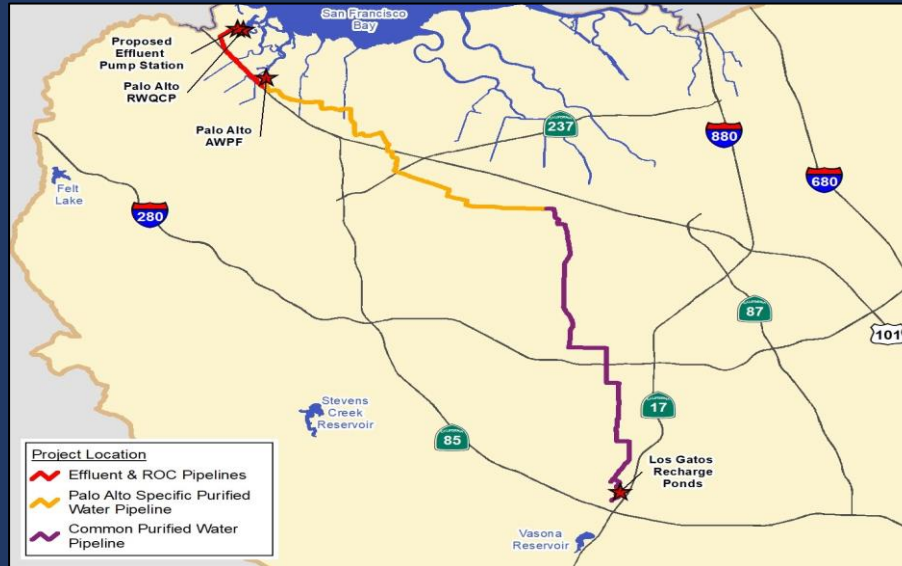 San Francisco
Bay
Proposed
Effluent
Pump Station
Palo Alto
RWQCP
Palo Alto
AWPF
237
880
680
Felt
Lake
280
87
101
Stevens
Creek
Reservoir
17
85
Los Gatos
Recharge
Ponds
Vasona
Reservoir
Project Location
Effluent & ROC Pipelines
Palo Alto Specific Purified
Water Pipeline
Common Purified Water
Pipeline